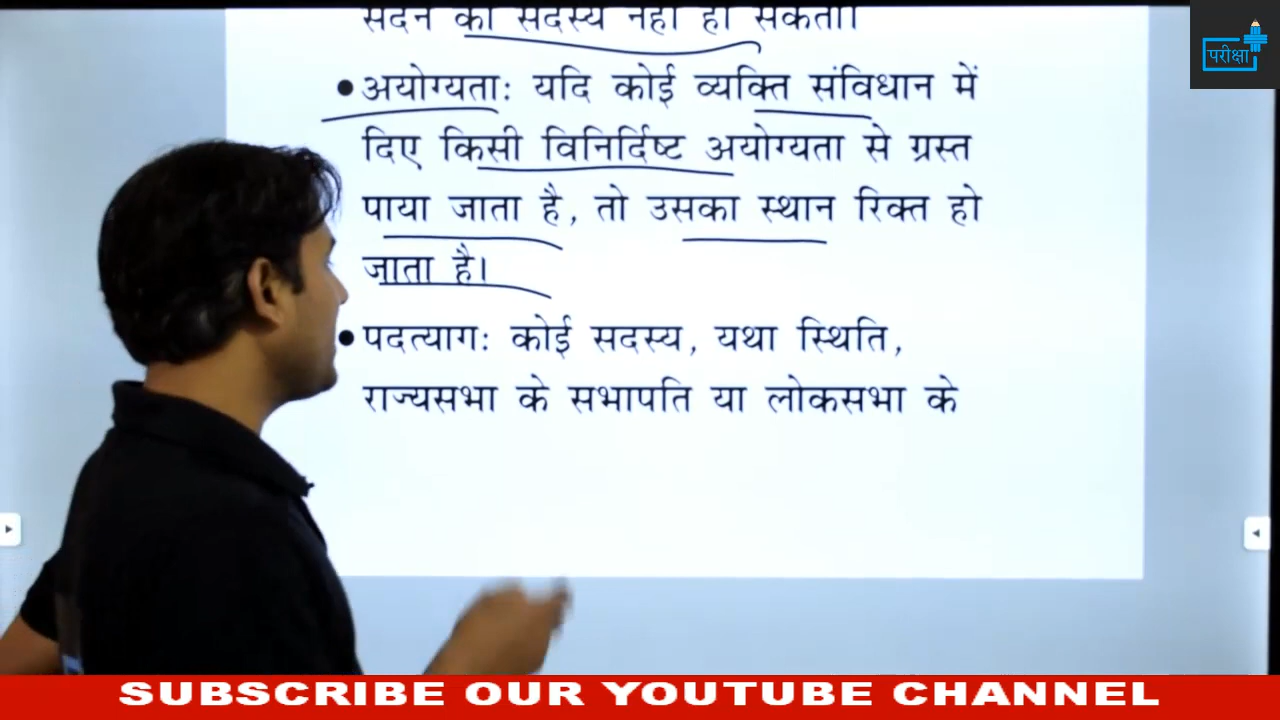 सदन का सदस्य नहीं हो सकता।
• अयोग्यता: यदि कोई व्यक्ति संविधान में
दिए किसी विनिर्दिष्ट अयोग्यता से ग्रस्त
पाया जाता है, तो उसका स्थान रिक्त हो
जाता है।
• पदत्याग: कोई सदस्य, यथा स्थिति,
राज्यसभा के सभापति या लोकसभा के
परीक्षा
SUBSCRIBE OUR YOUTUBE CHANNEL